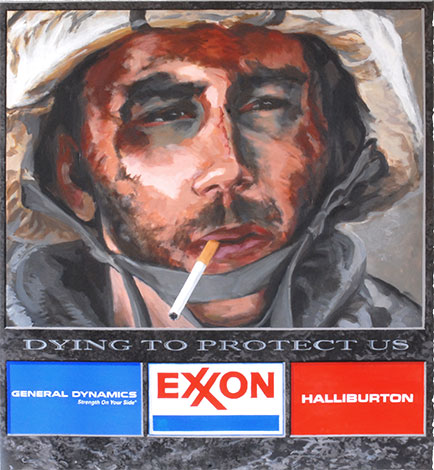 DYING TO PROTECT US
GENERAL DYNAMICS
Strength On Your Side®
EXXON
HALLIBURTON